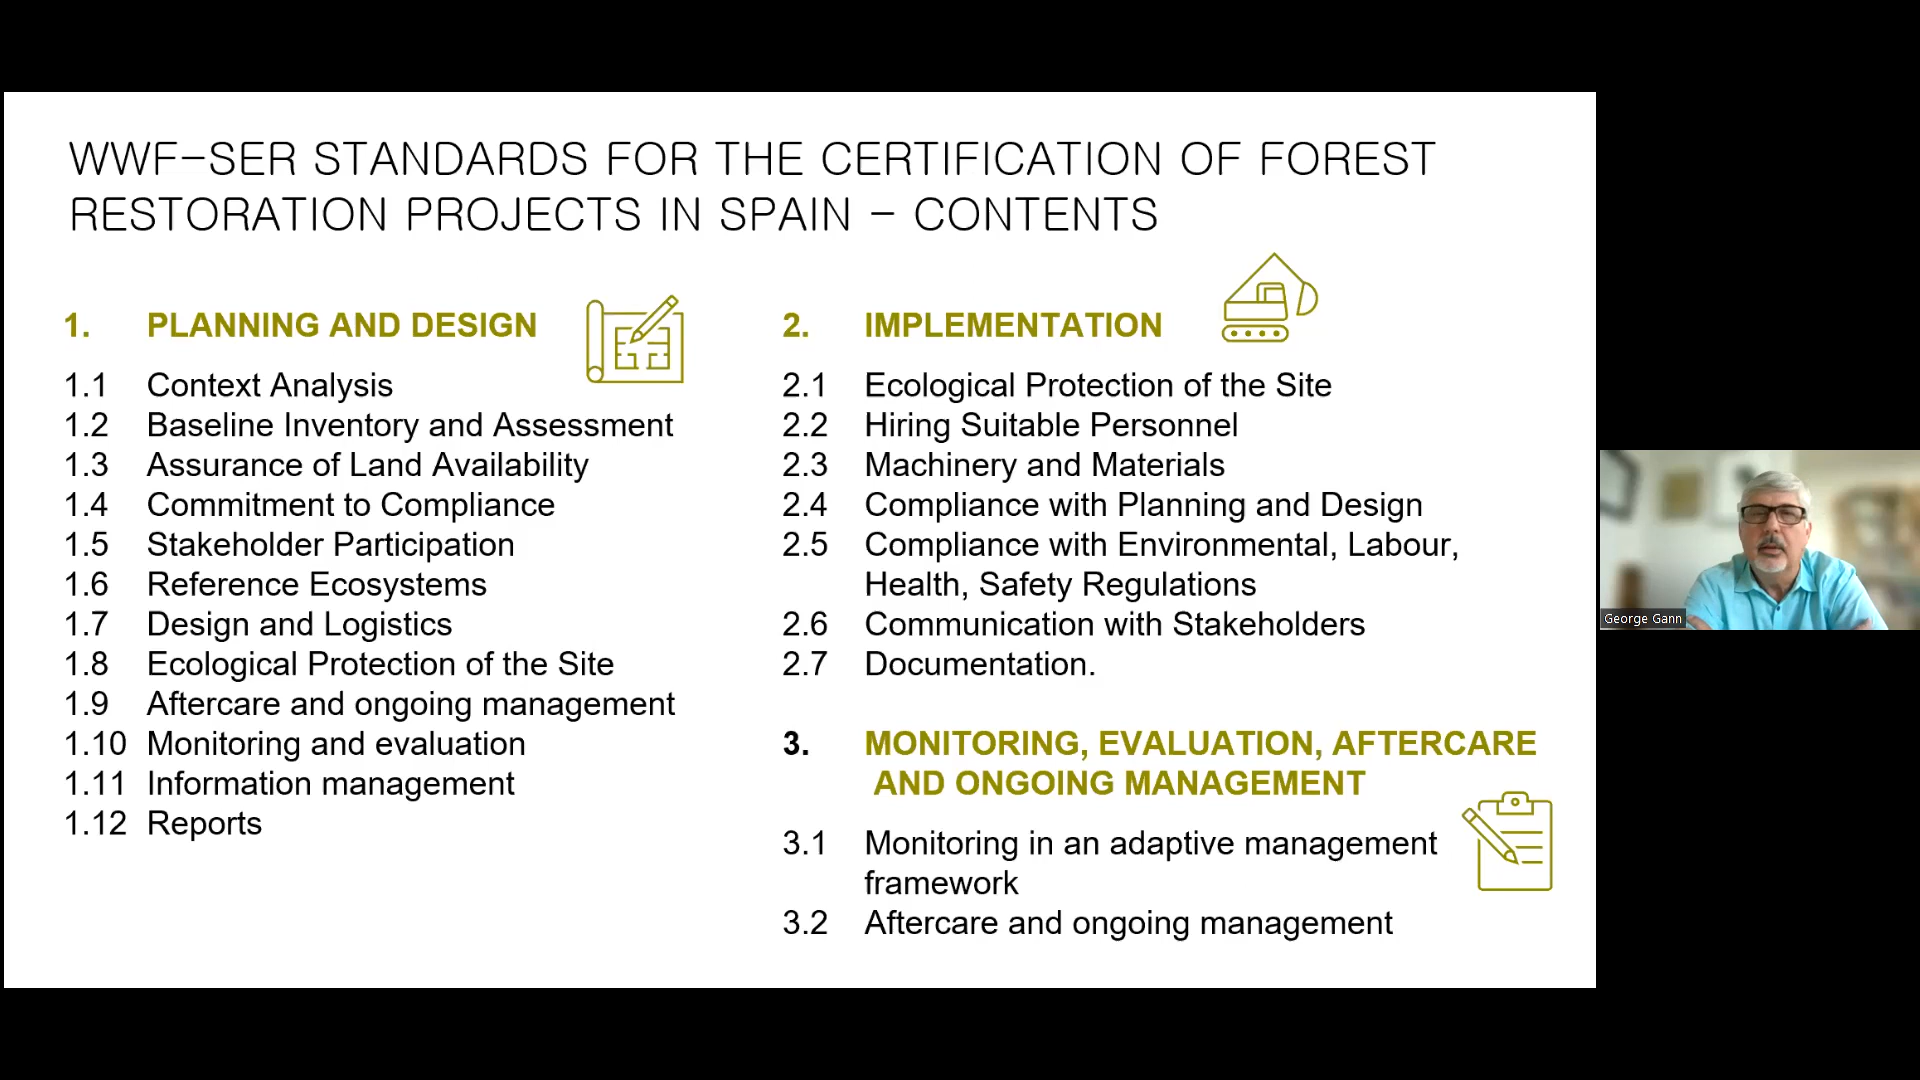 WWF-SER STANDARDS FOR THE CERTIFICATION OF FOREST
RESTORATION PROJECTS IN SPAIN - CONTENTS
1. PLANNING AND DESIGN
1.1 Context Analysis
1.2 Baseline Inventory and Assessment
1.3 Assurance of Land Availability
1.4 Commitment to Compliance
1.5 Stakeholder Participation
1.6 Reference Ecosystems
1.7 Design and Logistics
1.8 Ecological Protection of the Site
1.9 Aftercare and ongoing management
1.10 Monitoring and evaluation
1.11 Information management
1.12 Reports
2. IMPLEMENTATION
2.1 Ecological Protection of the Site
2.2 Hiring Suitable Personnel
2.3 Machinery and Materials
2.4 Compliance with Planning and Design
2.5 Compliance with Environmental, Labour,
Health, Safety Regulations
2.6 Communication with Stakeholders
2.7 Documentation.
3. MONITORING, EVALUATION, AFTERCARE
AND ONGOING MANAGEMENT
3.1 Monitoring in an adaptive management
framework
3.2 Aftercare and ongoing management
George Gann